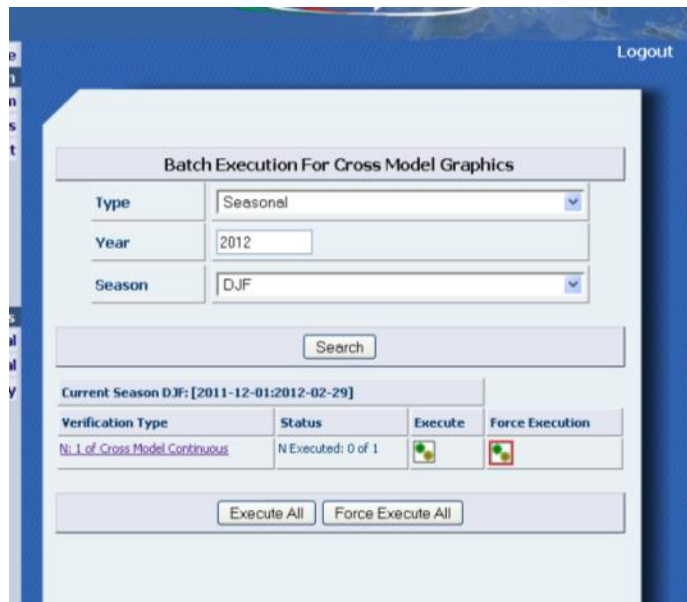 Logout
Batch Execution For Cross Model Graphics
Type Seasonal
Year 2012
Season DJF
Search
Current Season DJF: [2011-12-01:2012-02-29]
Verification Type Status Execute Force Execution
N: 1 of Cross Model Continuous N Executed: 0 of 1
Execute All Force Execute All